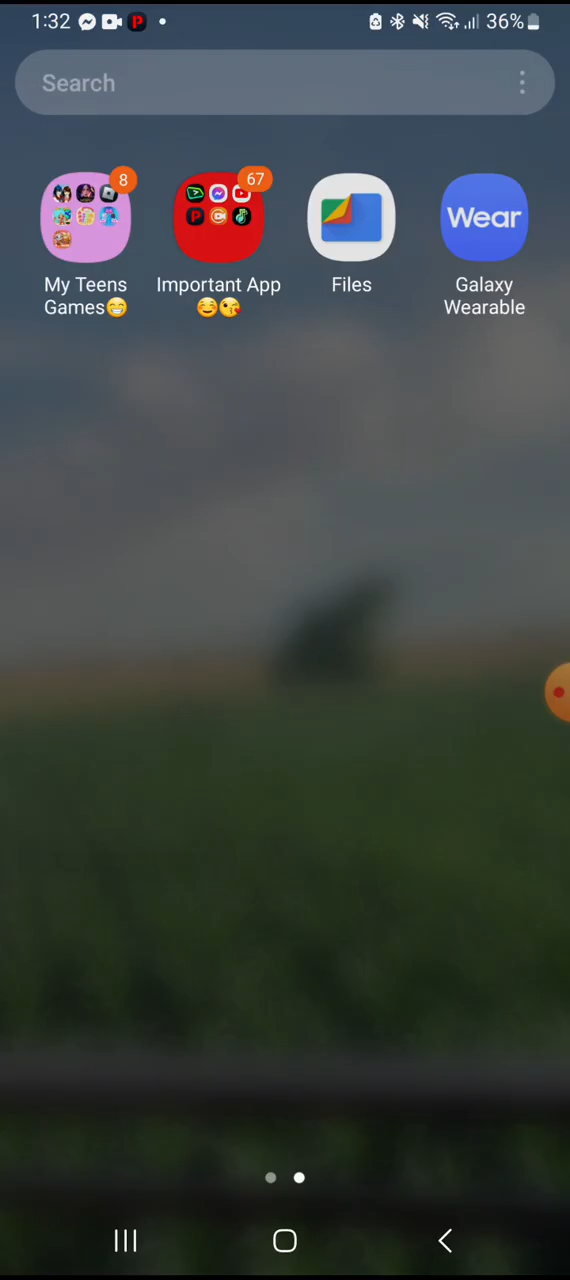 1:32 P 36%
Search
8 67
Wear
My Teens Games😁
Important App ☺️😘
Files
Galaxy Wearable